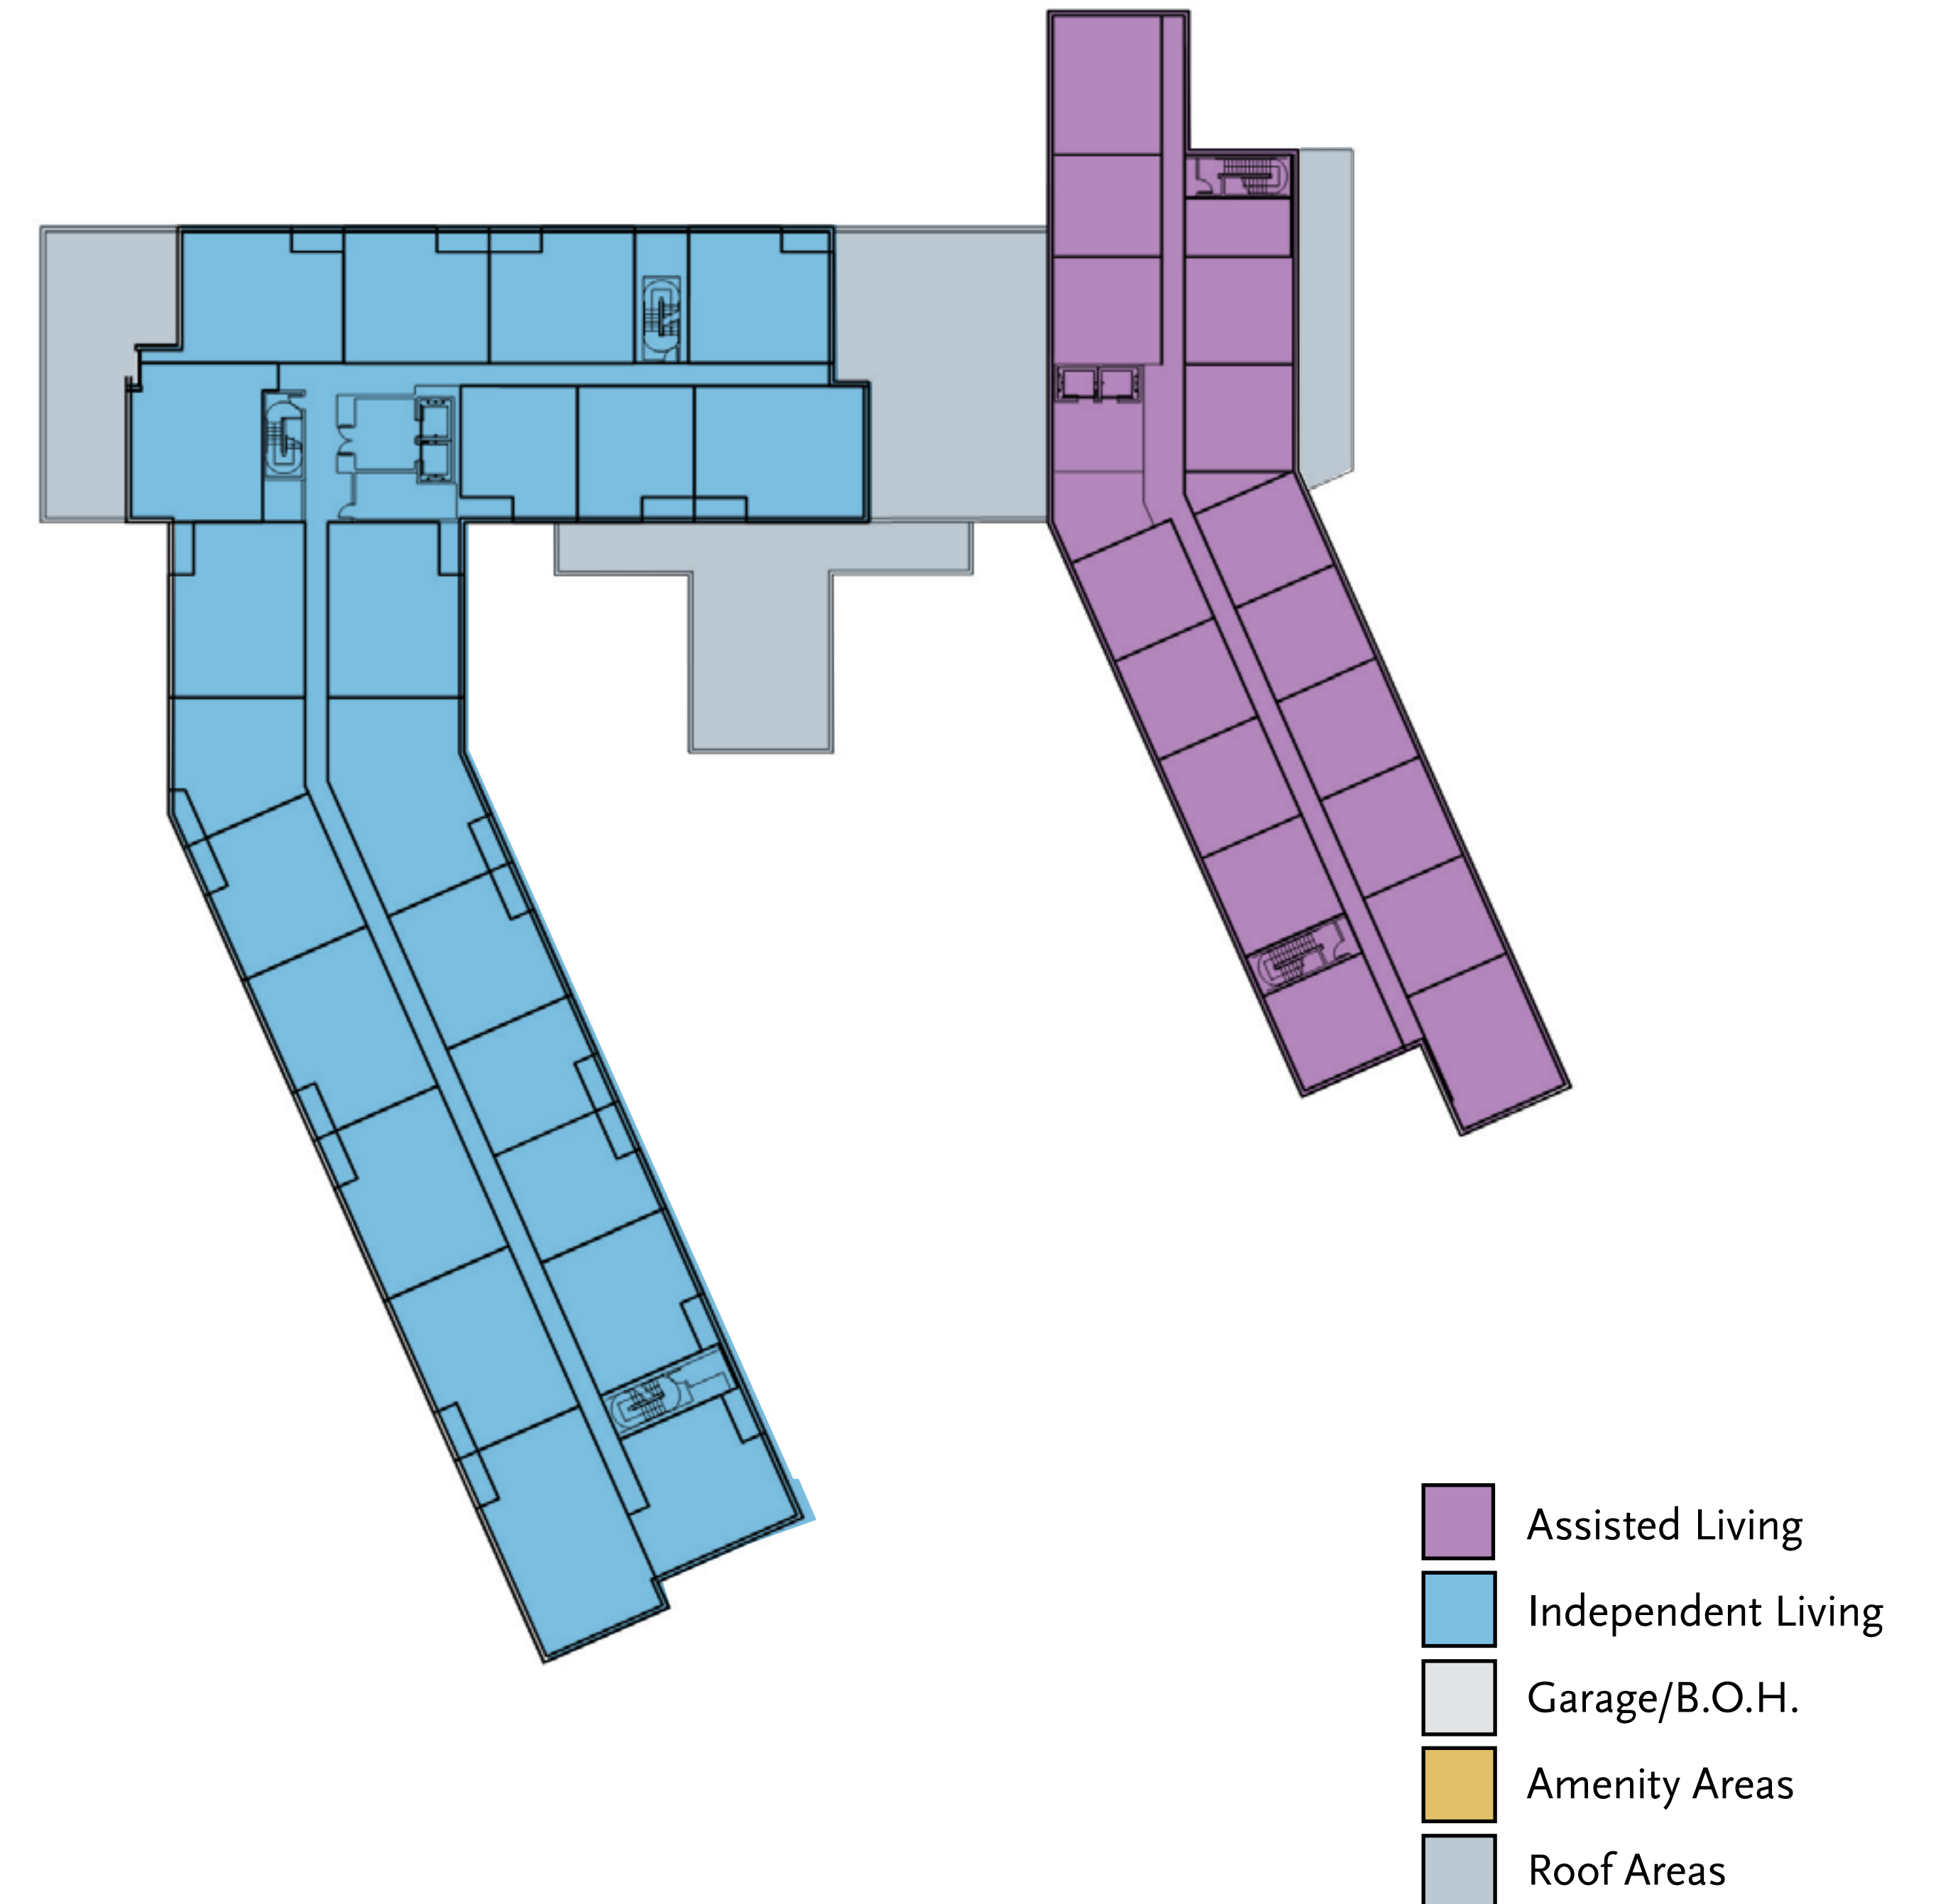 Assisted Living
Independent Living
Garage/B.O.H.
Amenity Areas
Roof Areas